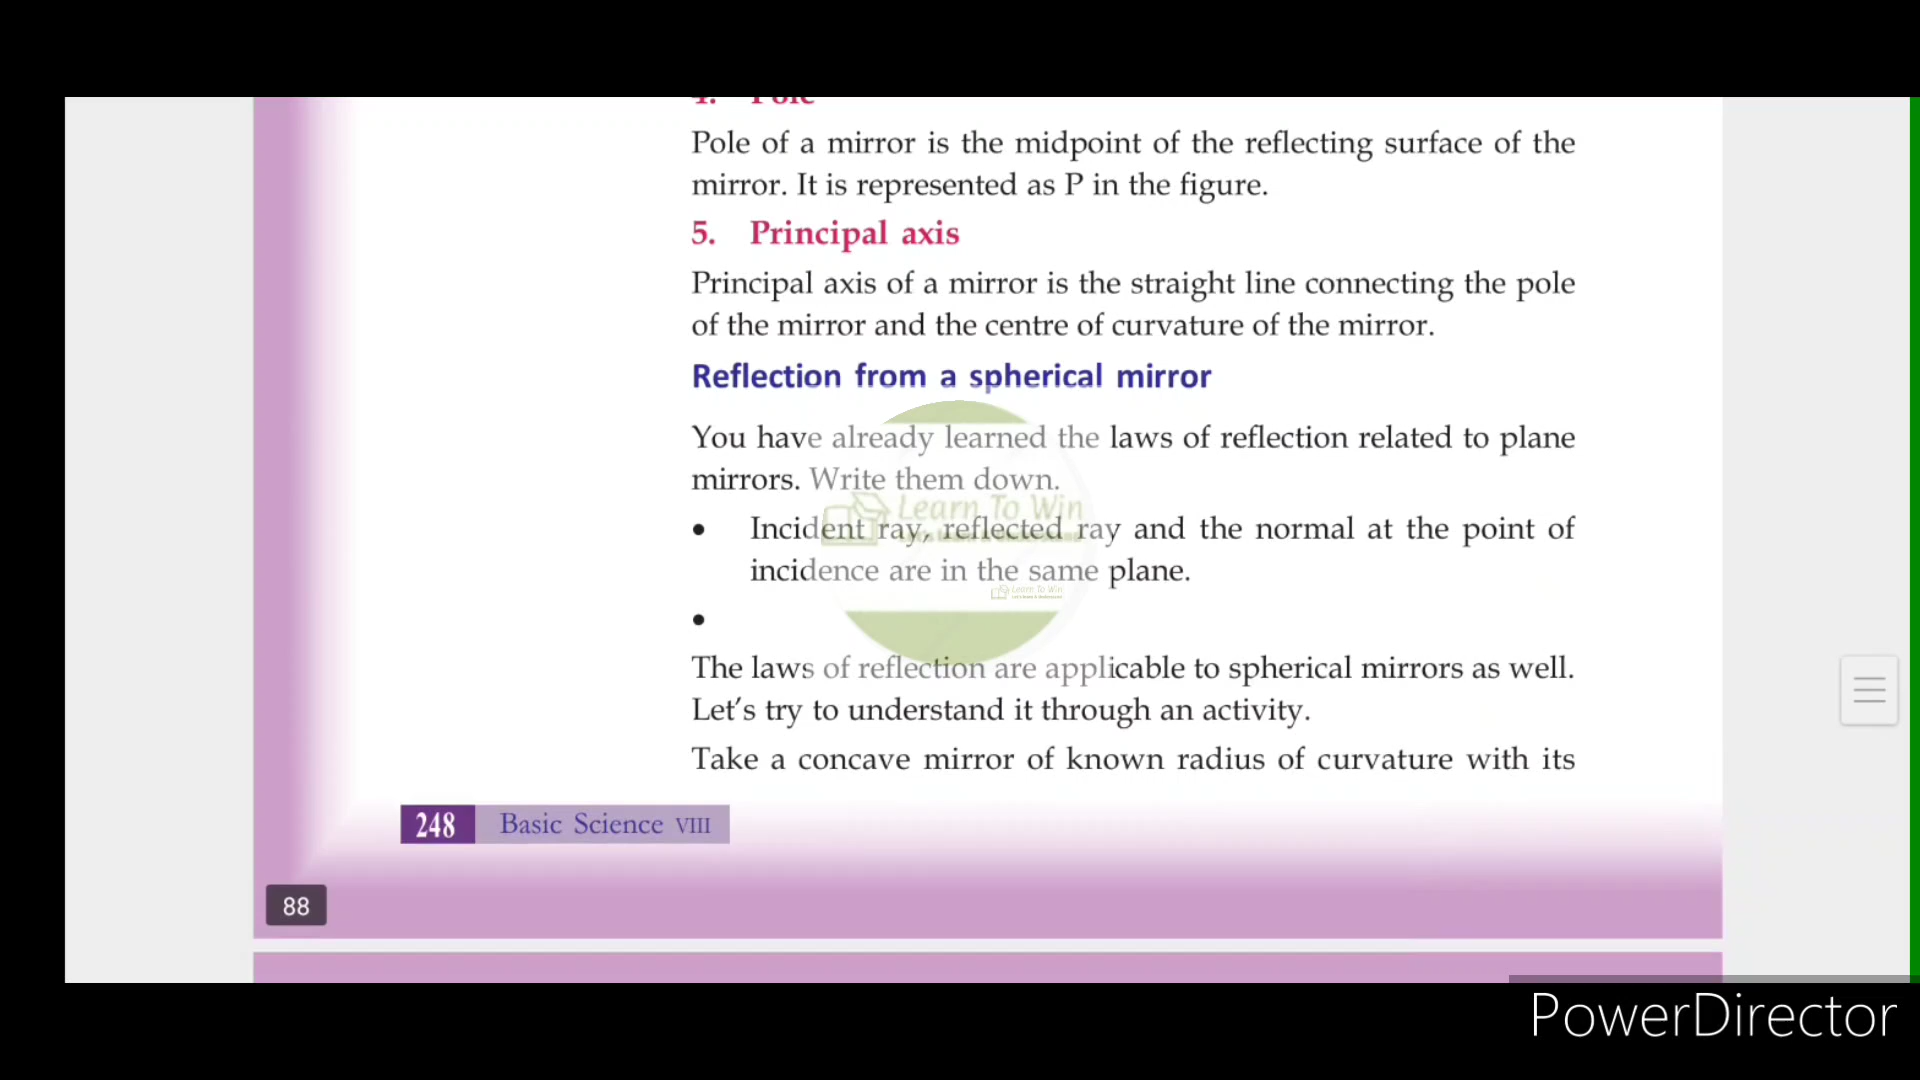 4. Pole
Pole of a mirror is the midpoint of the reflecting surface of the
mirror. It is represented as P in the figure.
5. Principal axis
Principal axis of a mirror is the straight line connecting the pole
of the mirror and the centre of curvature of the mirror.
Reflection from a spherical mirror
You have already learned the laws of reflection related to plane
mirrors. Write them down.
Learn To Win
• Incident ray, reflected ray and the normal at the point of
incidence are in the same plane.
Learn To Win
•
The laws of reflection are applicable to spherical mirrors as well.
Let's try to understand it through an activity.
Take a concave mirror of known radius of curvature with its
248 Basic Science VIII
88
PowerDirector